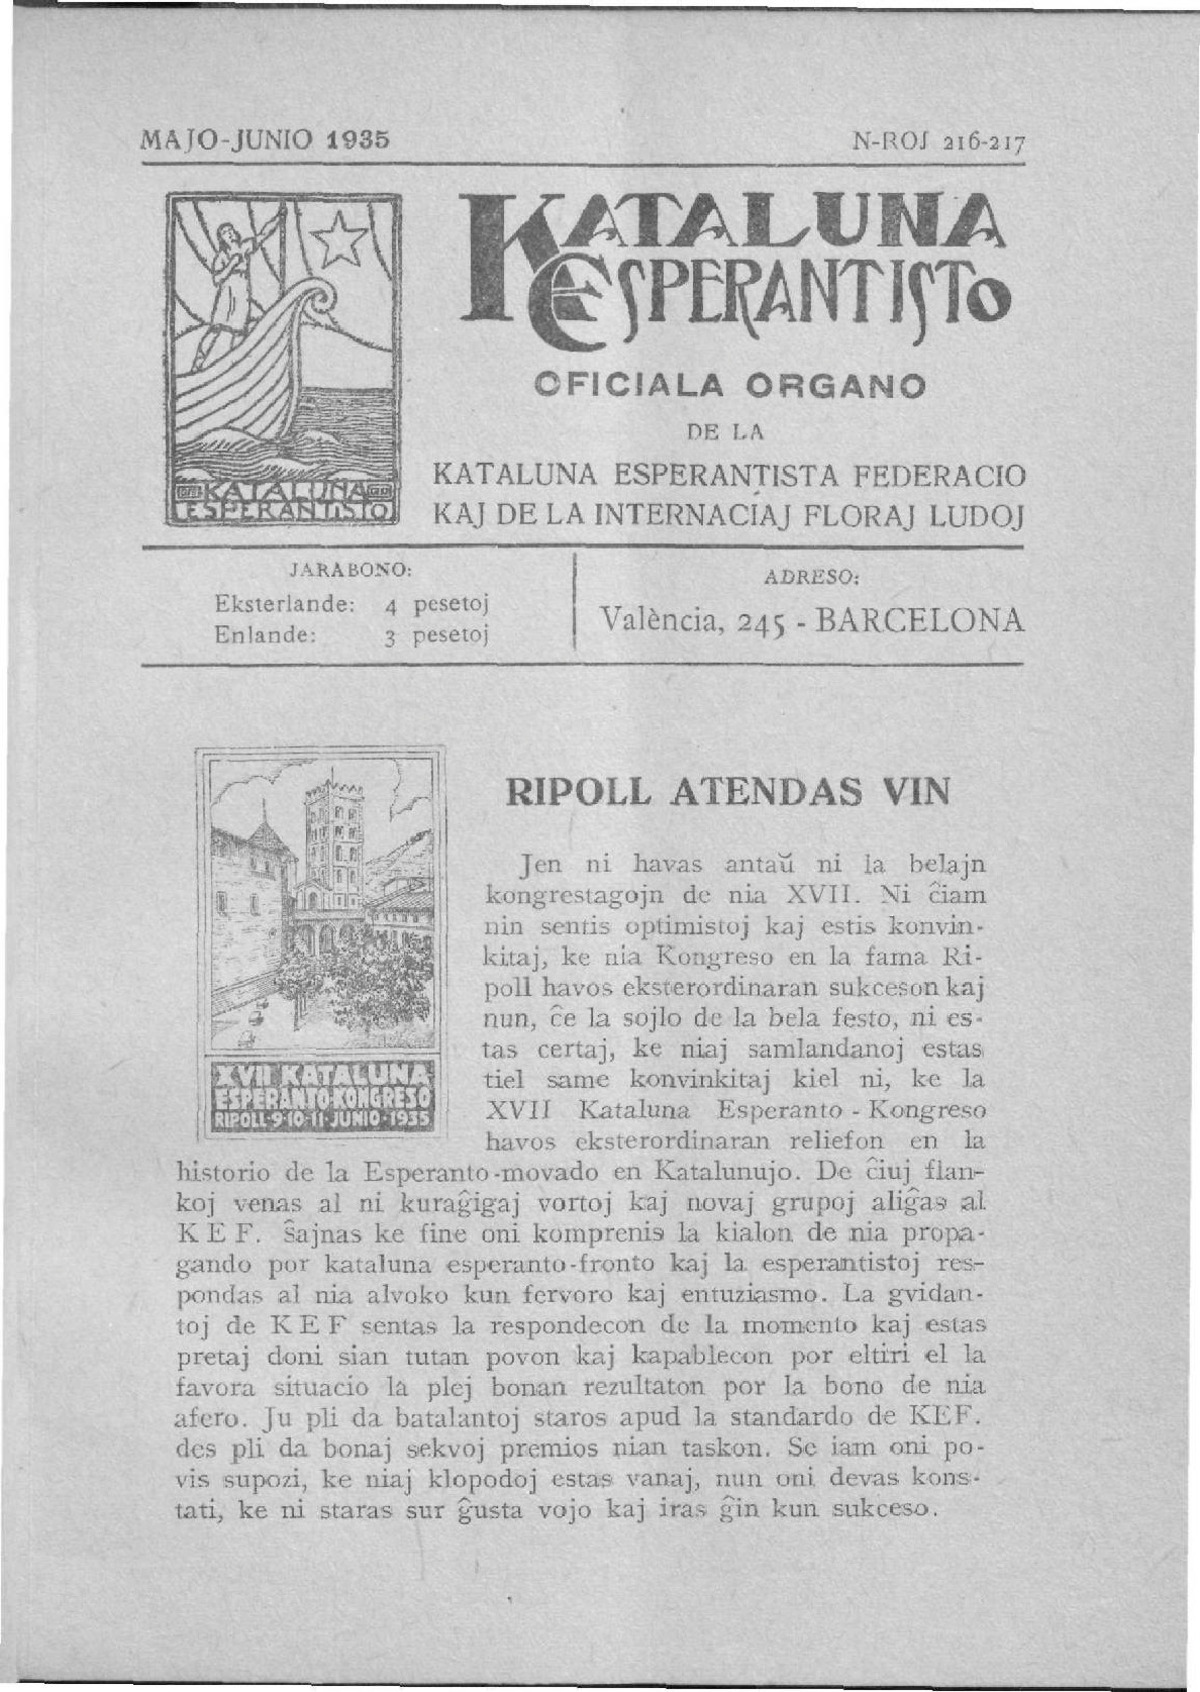 MAJO-JUNIO 1935
N-ROJ 216-217
KATALUNA
ESPERANTISTO
KATALUNA
ESPERANTISTO
OFICIALA ORGANO
DE LA
KATALUNA ESPERANTISTA FEDERACIO
KAJ DE LA INTERNACIAJ FLORAJ LUDOJ
JARABONO:
Eksterlande: 4 pesetoj
Enlande: 3 pesetoj
ADRESO:
València, 245 - BARCELONA
XVII KATALUNA
ESPERANTO-KONGRESO
RIPOLL-9-10-11-JUNIO-1935
RIPOLL ATENDAS VIN
Jen ni havas antaŭ ni la belajn
kongrestagojn de nia XVII. Ni ĉiam
nin sentis optimistoj kaj estis konvin-
kitaj, ke nia Kongreso en la fama Ri-
poll havos eksterordinaran sukceson kaj
nun, ĉe la sojlo de la bela festo, ni es-
tas certaj, ke niaj samlandanoj estas
tiel same konvinkitaj kiel ni, ke la
XVII Kataluna Esperanto - Kongreso
havos eksterordinaran reliefon en la
historio de la Esperanto-movado en Katalunujo. De ĉiuj flan-
koj venas al ni kuraĝigaj vortoj kaj novaj grupoj aliĝas al
K E F. Ŝajnas ke fine oni komprenis la kialon de nia propa-
gando por kataluna esperanto-fronto kaj la esperantistoj res-
pondas al nia alvoko kun fervoro kaj entuziasmo. La gvidan-
toj de K E F sentas la respondecon de la momento kaj estas
pretaj doni sian tutan povon kaj kapablecon por eltiri el la
favora situacio la plej bonan rezultaton por la bono de nia
afero. Ju pli da batalantoj staros apud la standardo de KEF.
des pli da bonaj sekvoj premios nian taskon. Se iam oni po-
vis supozi, ke niaj klopodoj estas vanaj, nun oni devas kons-
tati, ke ni staras sur ĝusta vojo kaj iras ĝin kun sukceso.